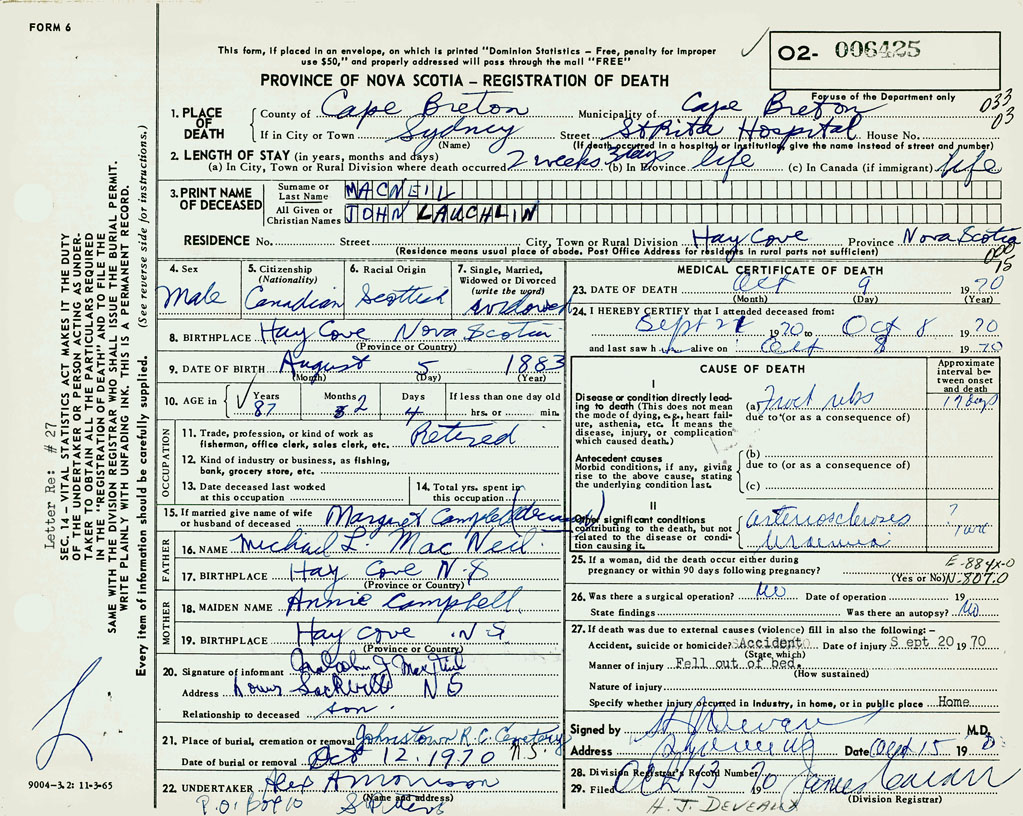 FORM 6
This form, if placed in an envelope, on which is printed "Dominion Statistics – Free, penalty for improper
use $50," and properly addressed will pass through the mail "FREE"
O2- 006425
PROVINCE OF NOVA SCOTIA – REGISTRATION OF DEATH
For use of the Department only
033
03
1. PLACE OF DEATH
County of Cape Breton Municipality of Cape Breton
If in City or Town Sydney Street St Rita Hospital House No.
(Name) (If death occurred in a hospital or institution, give the name instead of street and number)
2. LENGTH OF STAY (in years, months and days)
(a) In City, Town or Rural Division where death occurred 2 weeks 3 days (b) In Province life (c) In Canada (if immigrant) life
3. PRINT NAME OF DECEASED
Surname or Last Name MACNEIL
All Given or Christian Names JOHN LAUCHLIN
RESIDENCE No. Street City, Town or Rural Division Hay Cove Province Nova Scotia
(Residence means usual place of abode. Post Office Address for residents in rural parts not sufficient)
000
15
4. Sex
Male
5. Citizenship
(Nationality)
Canadian
6. Racial Origin
Scottish
7. Single, Married,
Widowed or Divorced
(write the word)
widowed
8. BIRTHPLACE Hay Cove Nova Scotia
(Province or Country)
9. DATE OF BIRTH August 5 1883
(Month) (Day) (Year)
10. AGE in Years Months Days If less than one day old
87 2 4 hrs. or min.
OCCUPATION
11. Trade, profession, or kind of work as
fisherman, office clerk, sales clerk, etc. Retired
12. Kind of industry or business, as fishing,
bank, grocery store, etc.
13. Date deceased last worked
at this occupation
14. Total yrs. spent in
this occupation
15. If married give name of wife
or husband of deceased Margaret Campbell (deceased)
FATHER
16. NAME Michael L. MacNeil
17. BIRTHPLACE Hay Cove N.S
(Province or Country)
MOTHER
18. MAIDEN NAME Annie Campbell
19. BIRTHPLACE Hay Cove N S
(Province or Country)
20. Signature of informant Malcolm J MacNeil
Address Lower Sackville N S
Relationship to deceased son
21. Place of burial, cremation or removal Johnstown R.C. Cemetery
N.S.
Date of burial or removal Oct 12. 1970
22. UNDERTAKER Alex A Morrison
(Name and address)
P.O. Box 10 St Peters
MEDICAL CERTIFICATE OF DEATH
23. DATE OF DEATH Oct 9 1970
(Month) (Day) (Year)
24. I HEREBY CERTIFY that I attended deceased from:
Sept 22 1970 to Oct 8 1970
and last saw him alive on Oct 8 1970
CAUSE OF DEATH
Approximate
interval be-
tween onset
and death
I
Disease or condition directly lead-
ing to death (This does not mean
the mode of dying, e.g., heart fail-
ure, asthenia, etc. It means the
disease, injury, or complication
which caused death.)
(a) Fract ribs 19 days
due to (or as a consequence of)
Antecedent causes
Morbid conditions, if any, giving
rise to the above cause, stating
the underlying condition last.
(b)
due to (or as a consequence of)
(c)
II
Other significant conditions
contributing to the death, but not
related to the disease or condi-
tion causing it.
arteriosclerosis ?
Uraemia
25. If a woman, did the death occur either during
pregnancy or within 90 days following pregnancy?
E-884x-0
(Yes or No) N-807.0
26. Was there a surgical operation? No Date of operation 19
State findings Was there an autopsy? No
27. If death was due to external causes (violence) fill in also the following: –
Accident, suicide or homicide? Accident Date of injury Sept 20 1970
(State which)
Manner of injury Fell out of bed.
(How sustained)
Nature of injury
Specify whether injury occurred in industry, in home, or in public place Home
Signed by M.D.
Address Date Oct 15 19
28. Division Registrar's Record Number
29. Filed Oct 13 1970 James Curran
(Division Registrar)
H. J. DEVEAUX
Letter Re: # 27
SEC. 14 – VITAL STATISTICS ACT MAKES IT THE DUTY
OF THE UNDERTAKER OR PERSON ACTING AS UNDER-
TAKER TO OBTAIN ALL THE PARTICULARS REQUIRED
IN THE "REGISTRATION OF DEATH" AND TO FILE THE
SAME WITH THE DIVISION REGISTRAR WHO SHALL ISSUE THE BURIAL PERMIT.
WRITE PLAINLY WITH UNFADING INK. THIS IS A PERMANENT RECORD.
Every item of information should be carefully supplied. (See reverse side for instructions.)
9004-3.2: 11-3-65